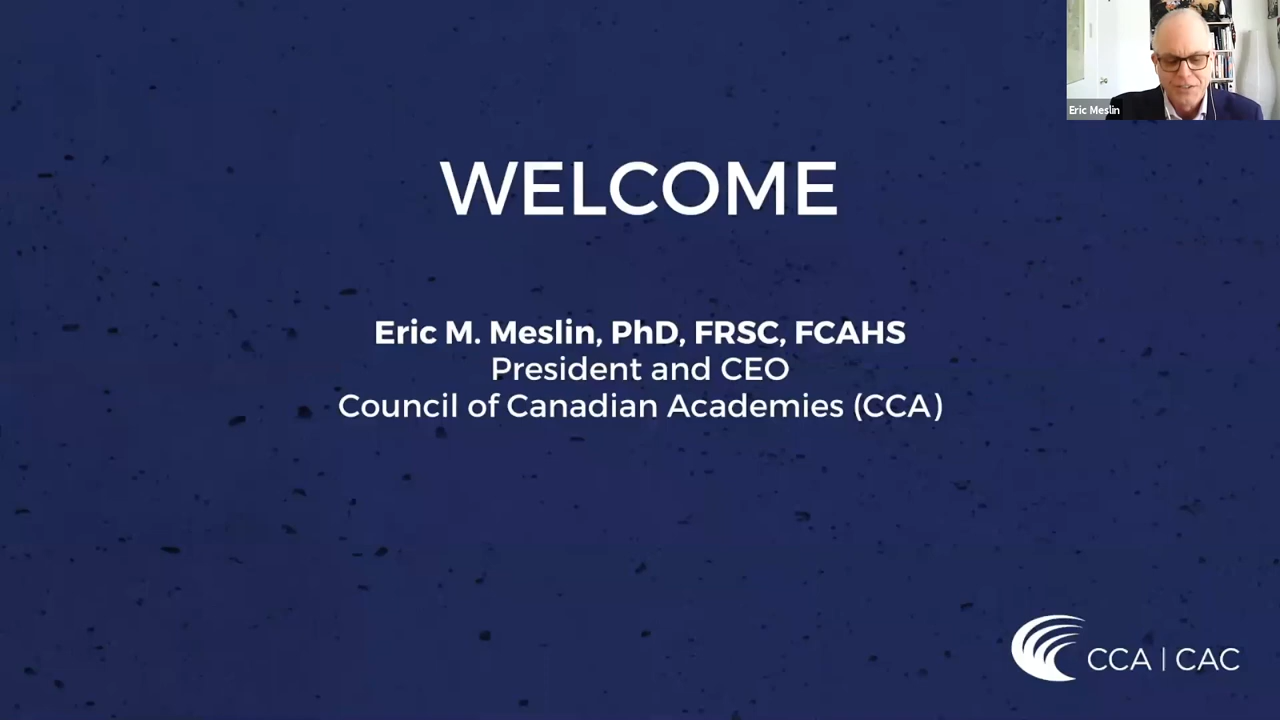 Eric Meslin
WELCOME
Eric M. Meslin, PhD, FRSC, FCAHS
President and CEO
Council of Canadian Academies (CCA)
CCA | CAC